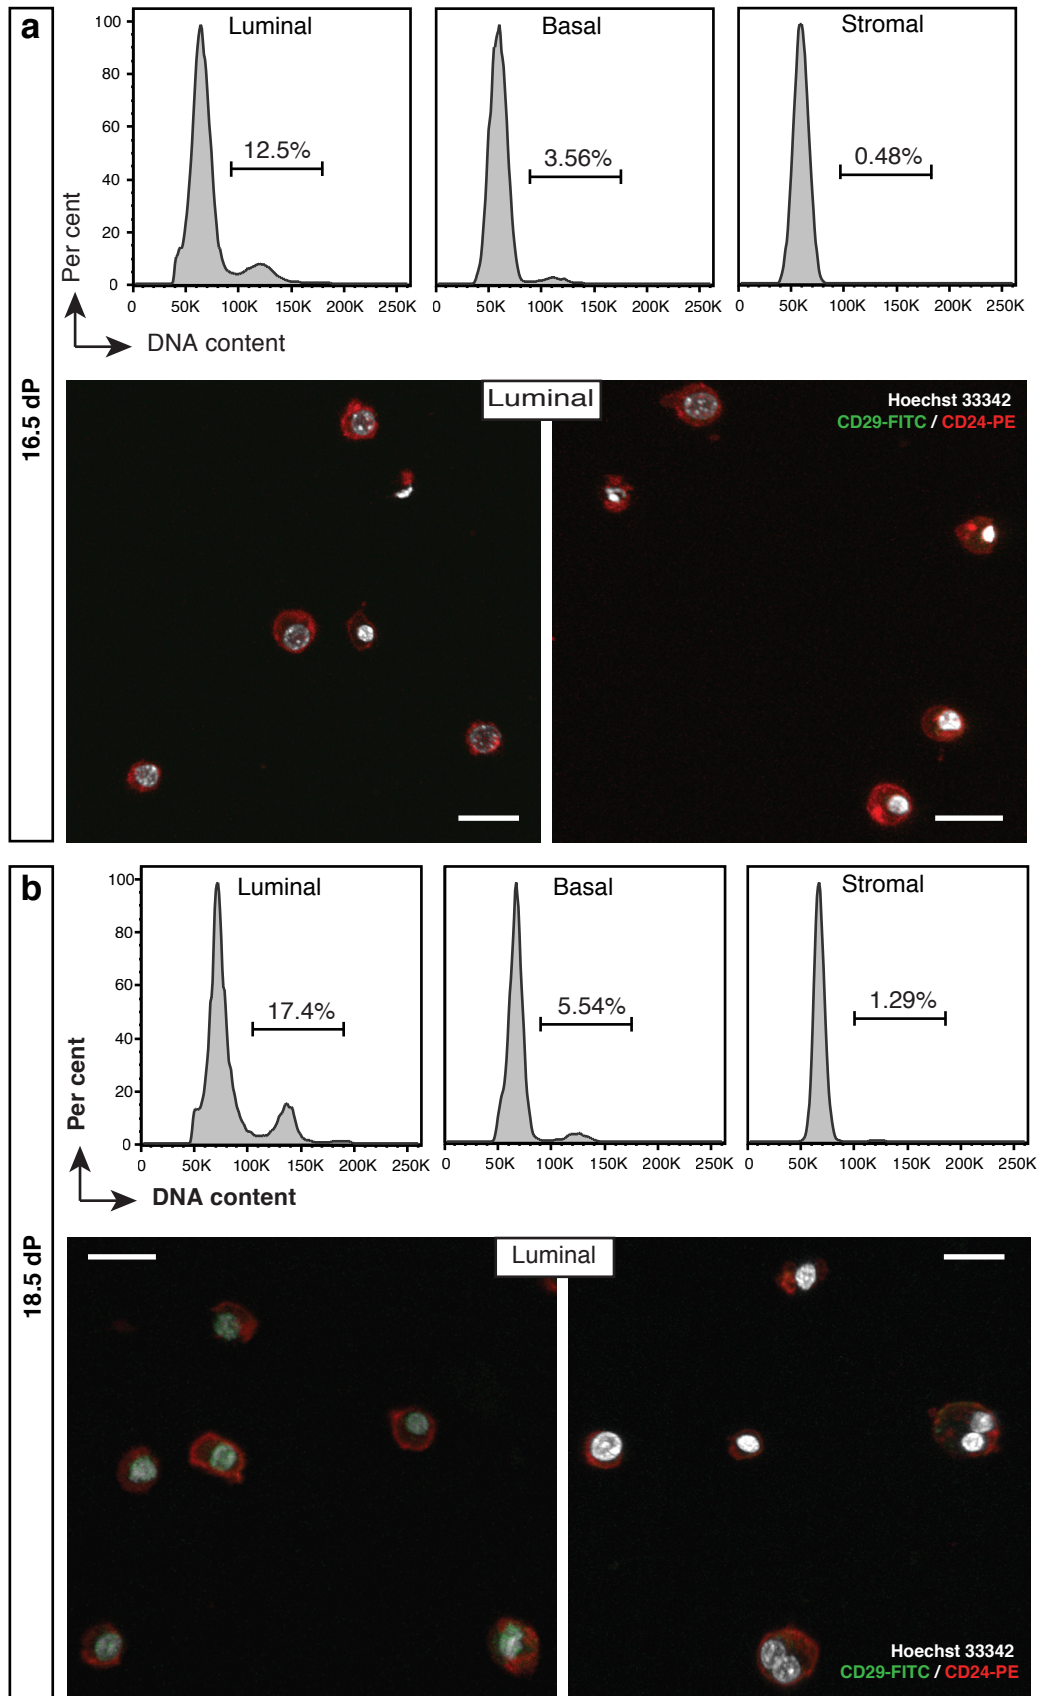 a
Luminal
Basal
Stromal
100
80
60
40
20
0
12.5%
3.56%
0.48%
Per cent
0 50K 100K 150K 200K 250K
0 50K 100K 150K 200K 250K
0 50K 100K 150K 200K 250K
DNA content
16.5 dP
Luminal
Hoechst 33342
CD29-FITC / CD24-PE
b
Luminal
Basal
Stromal
100
80
60
40
20
0
17.4%
5.54%
1.29%
Per cent
0 50K 100K 150K 200K 250K
0 50K 100K 150K 200K 250K
0 50K 100K 150K 200K 250K
DNA content
18.5 dP
Luminal
Hoechst 33342
CD29-FITC / CD24-PE